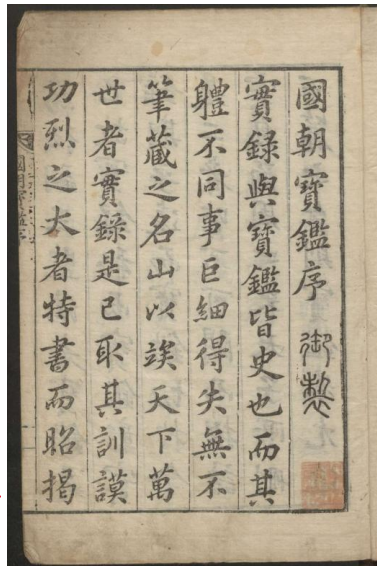 國朝寶鑑序 御製
實錄與寶鑑皆史也而其
軆不同事巨細得失無不
筆藏之名山以竢天下萬
世者實錄是已取其訓謨
功烈之大者特書而昭揭